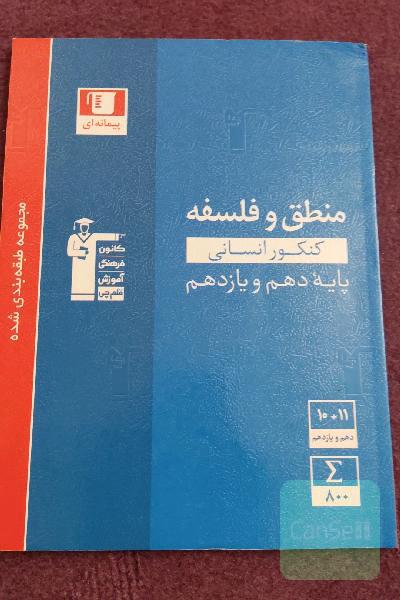 پیمانه‌ای
منطق و فلسفه
کنکور انسانی
پایهٔ دهم و یازدهم
کانون
فرهنگی
آموزش
قلم‌چی
مجموعه طبقه‌بندی شده
۱۰+۱۱
دهم و یازدهم
Σ
۸۰۰
CanSell